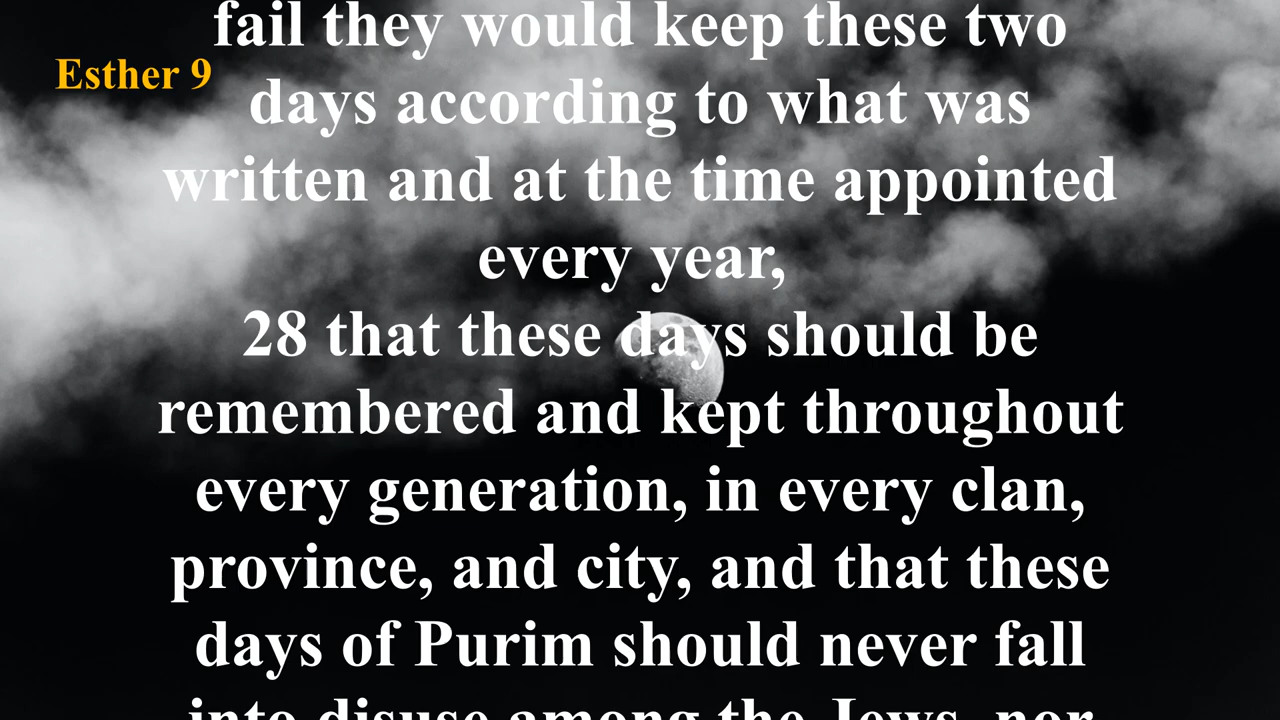 fail they would keep these two
Esther 9
days according to what was
written and at the time appointed
every year,
28 that these days should be
remembered and kept throughout
every generation, in every clan,
province, and city, and that these
days of Purim should never fall
into disuse among the Jews, nor